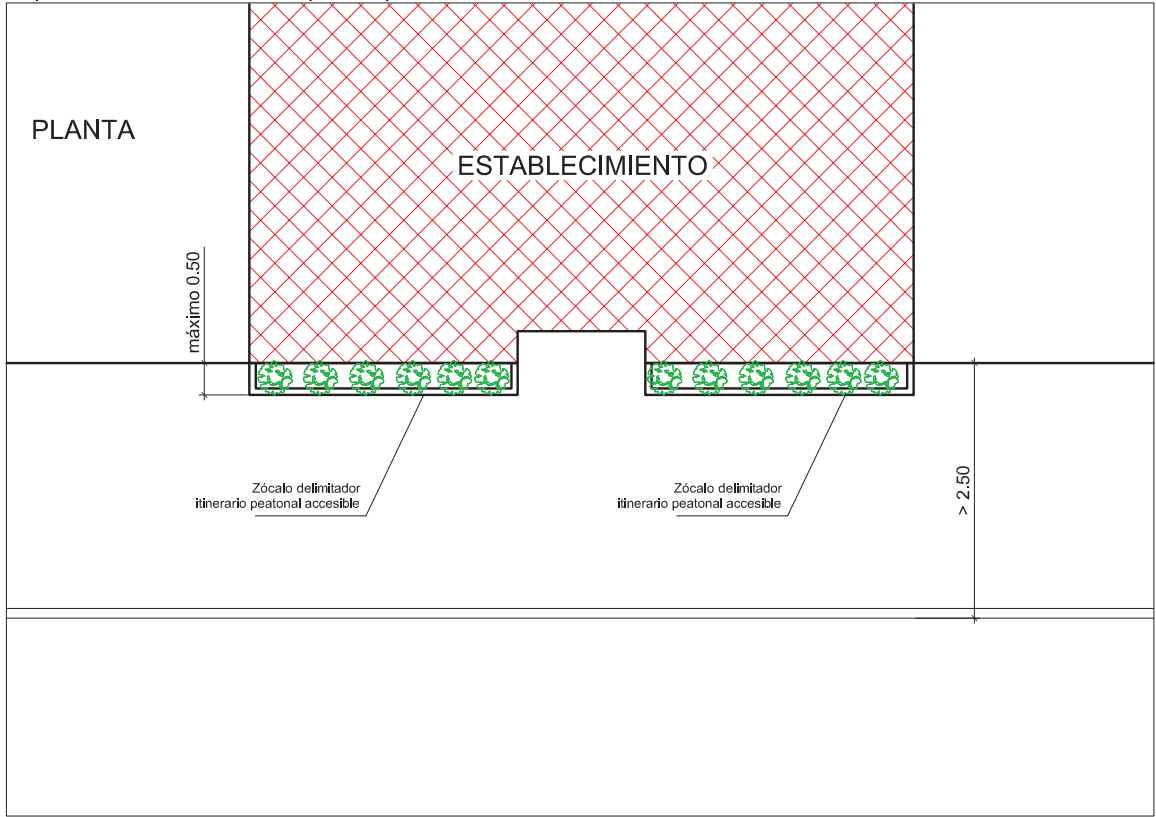 PLANTA
ESTABLECIMIENTO
máximo 0.50
Zócalo delimitador
itinerario peatonal accesible
Zócalo delimitador
itinerario peatonal accesible
> 2.50